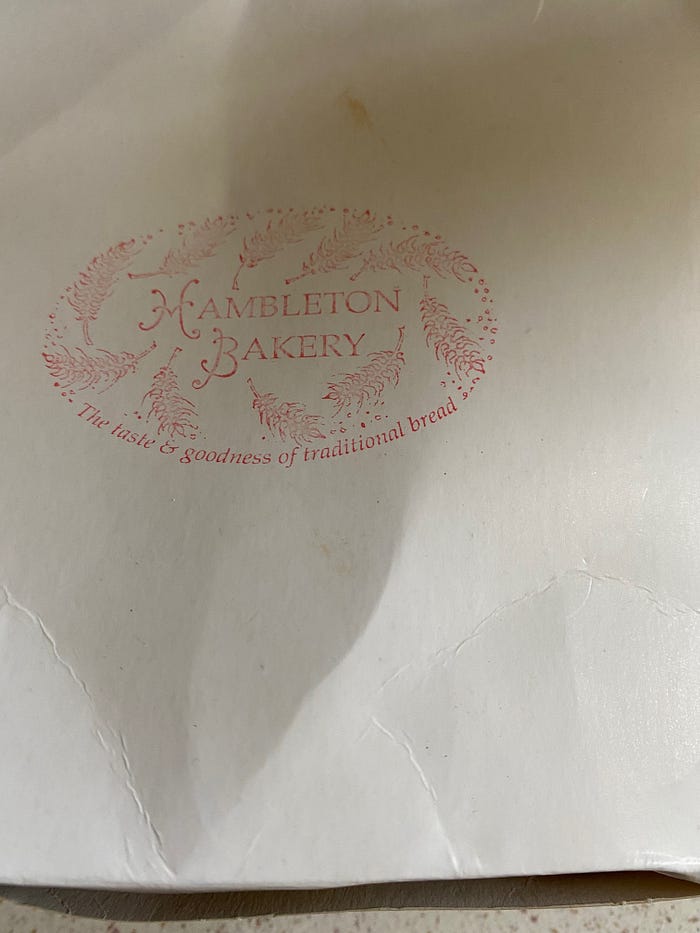 HAMBLETON
BAKERY
The taste & goodness of traditional bread